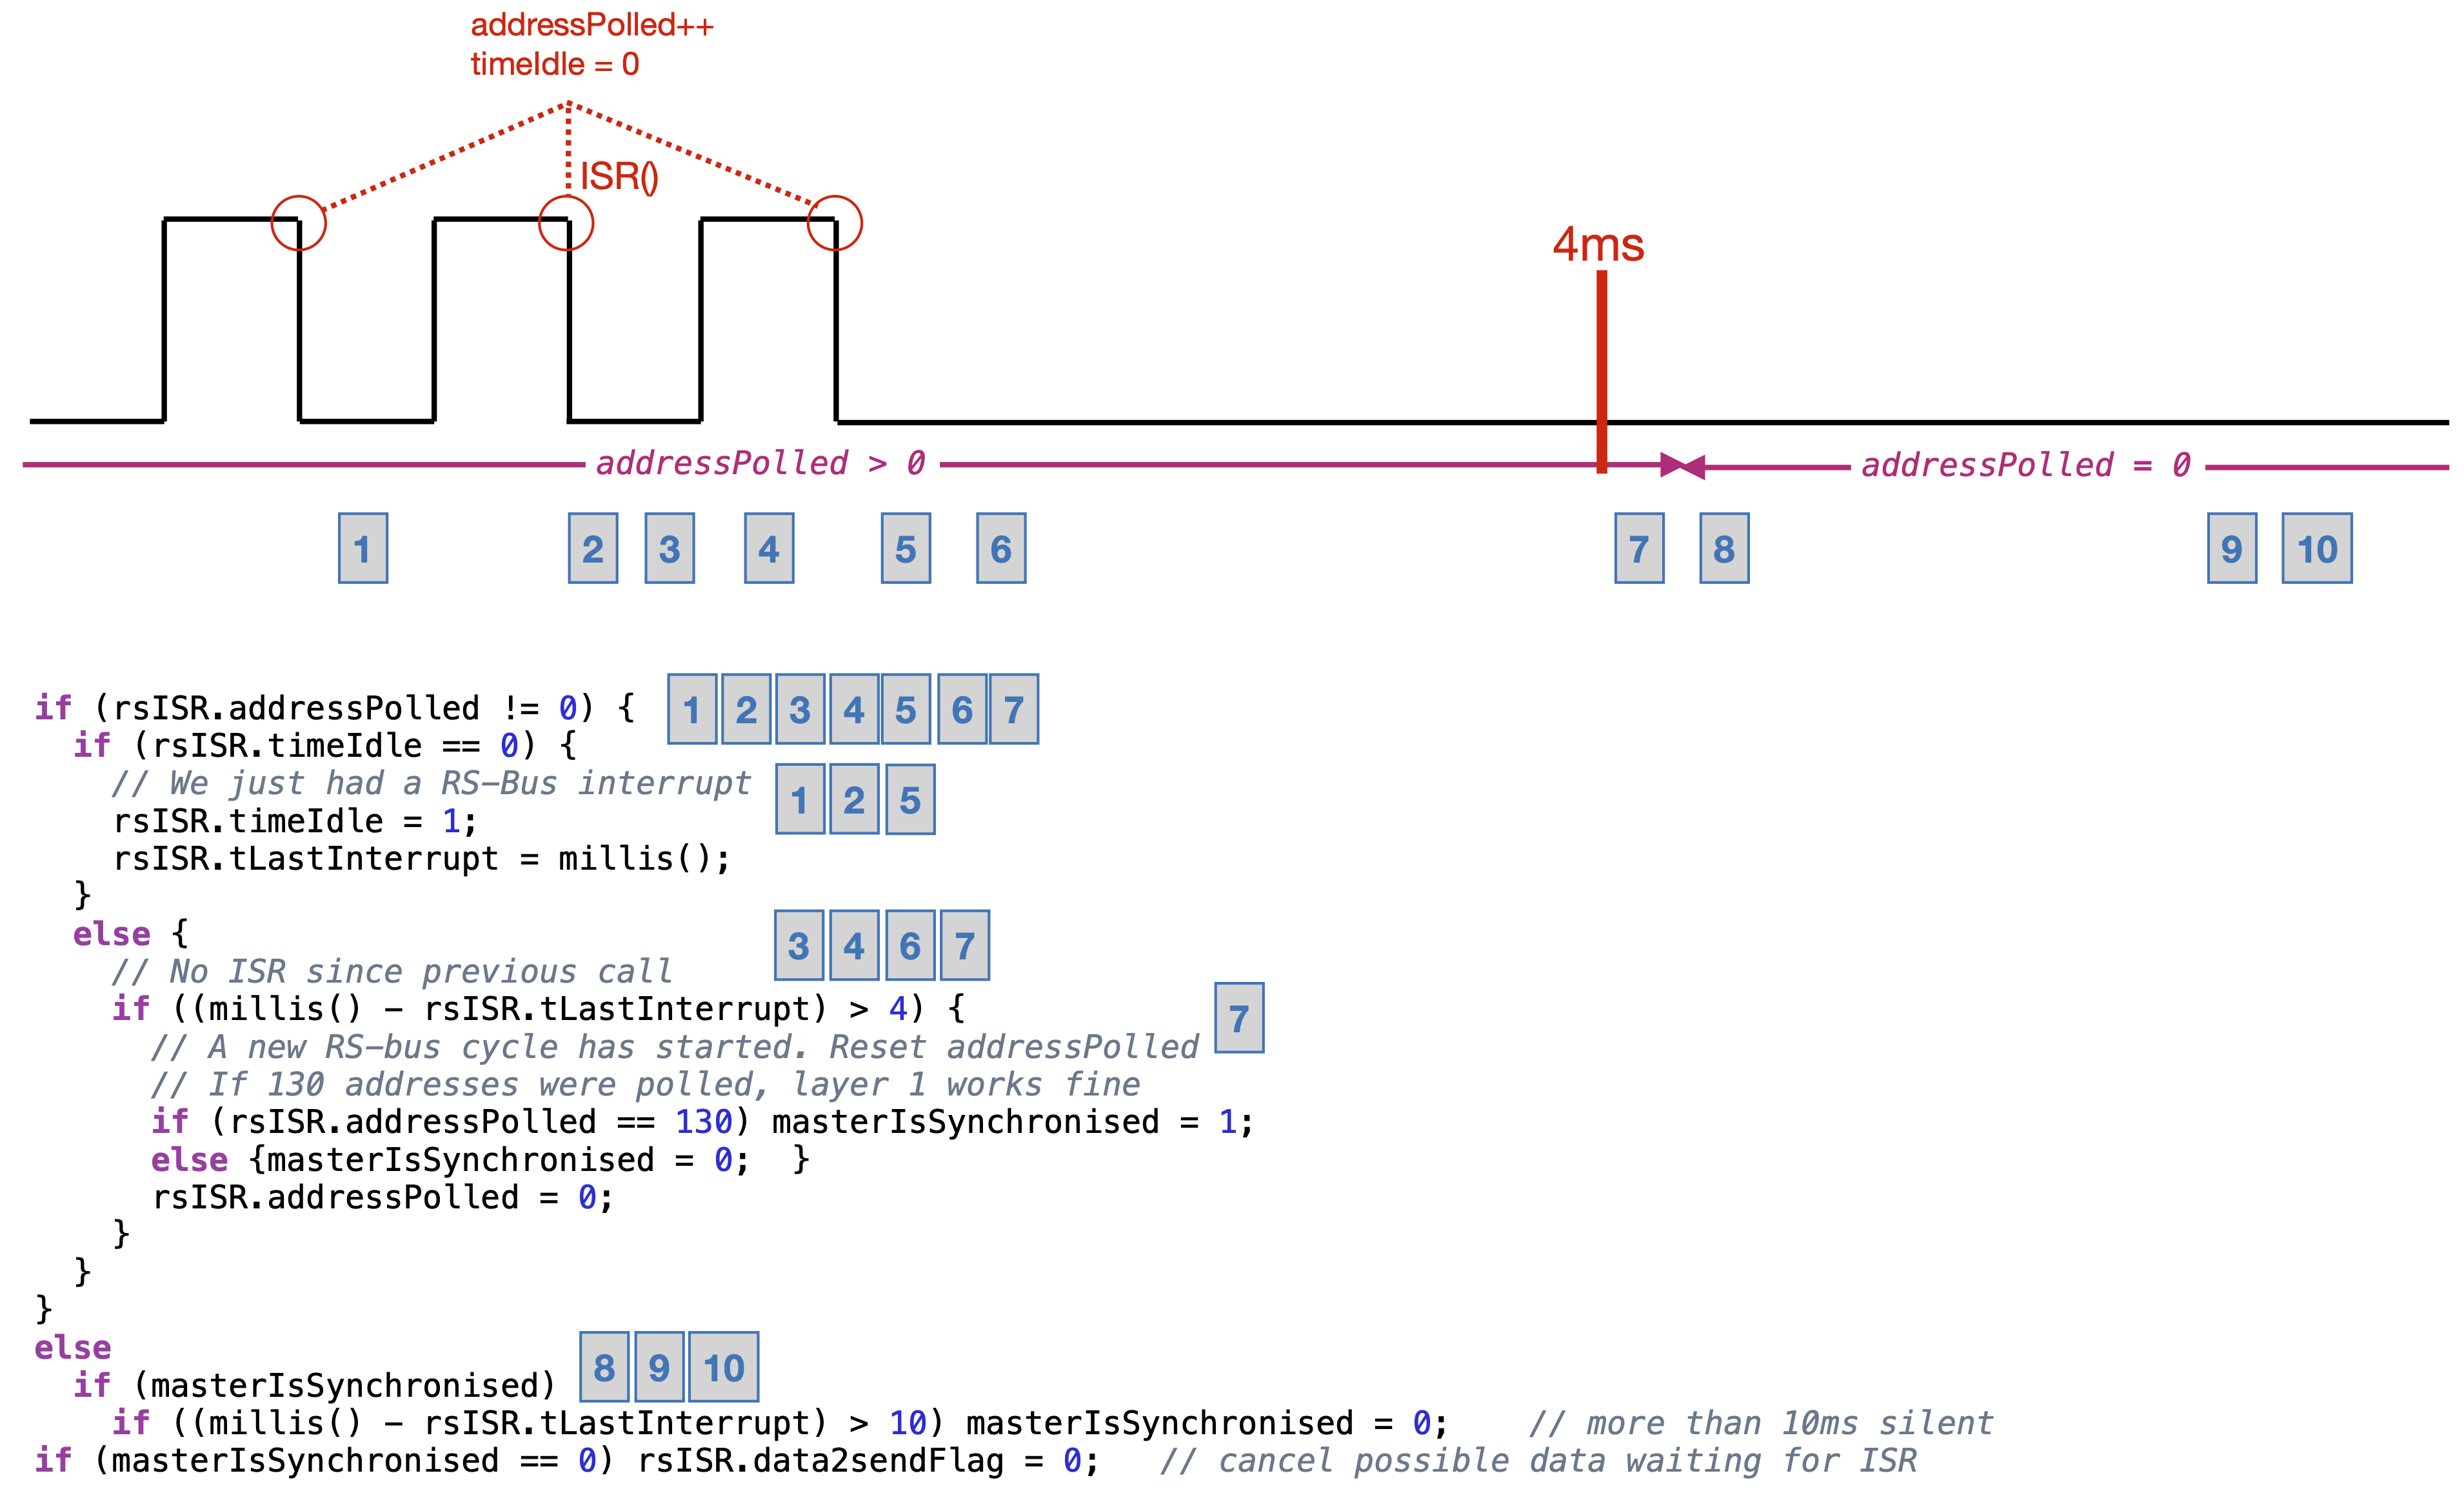 addressPolled++
timeIdle = 0
ISR()
4ms
addressPolled > 0
addressPolled = 0
1 2 3 4 5 6 7 8 9 10
if (rsISR.addressPolled != 0) { 1 2 3 4 5 6 7
if (rsISR.timeIdle == 0) {
// We just had a RS-Bus interrupt 1 2 5
rsISR.timeIdle = 1;
rsISR.tLastInterrupt = millis();
}
else { 3 4 6 7
// No ISR since previous call
if ((millis() - rsISR.tLastInterrupt) > 4) { 7
// A new RS-bus cycle has started. Reset addressPolled
// If 130 addresses were polled, layer 1 works fine
if (rsISR.addressPolled == 130) masterIsSynchronised = 1;
else {masterIsSynchronised = 0; }
rsISR.addressPolled = 0;
}
}
}
else
if (masterIsSynchronised) 8 9 10
if ((millis() - rsISR.tLastInterrupt) > 10) masterIsSynchronised = 0; // more than 10ms silent
if (masterIsSynchronised == 0) rsISR.data2sendFlag = 0; // cancel possible data waiting for ISR